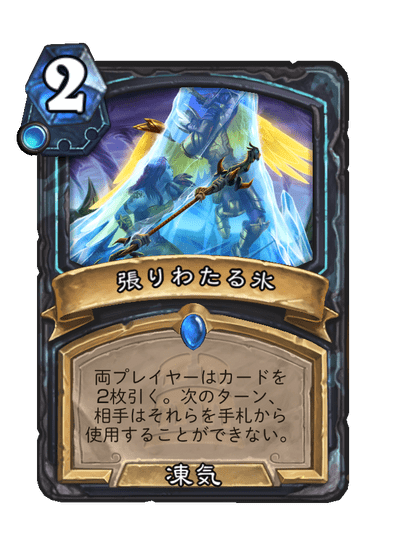 2
張りわたる氷
両プレイヤーはカードを
2枚引く。次のターン、
相手はそれらを手札から
使用することができない。
凍気